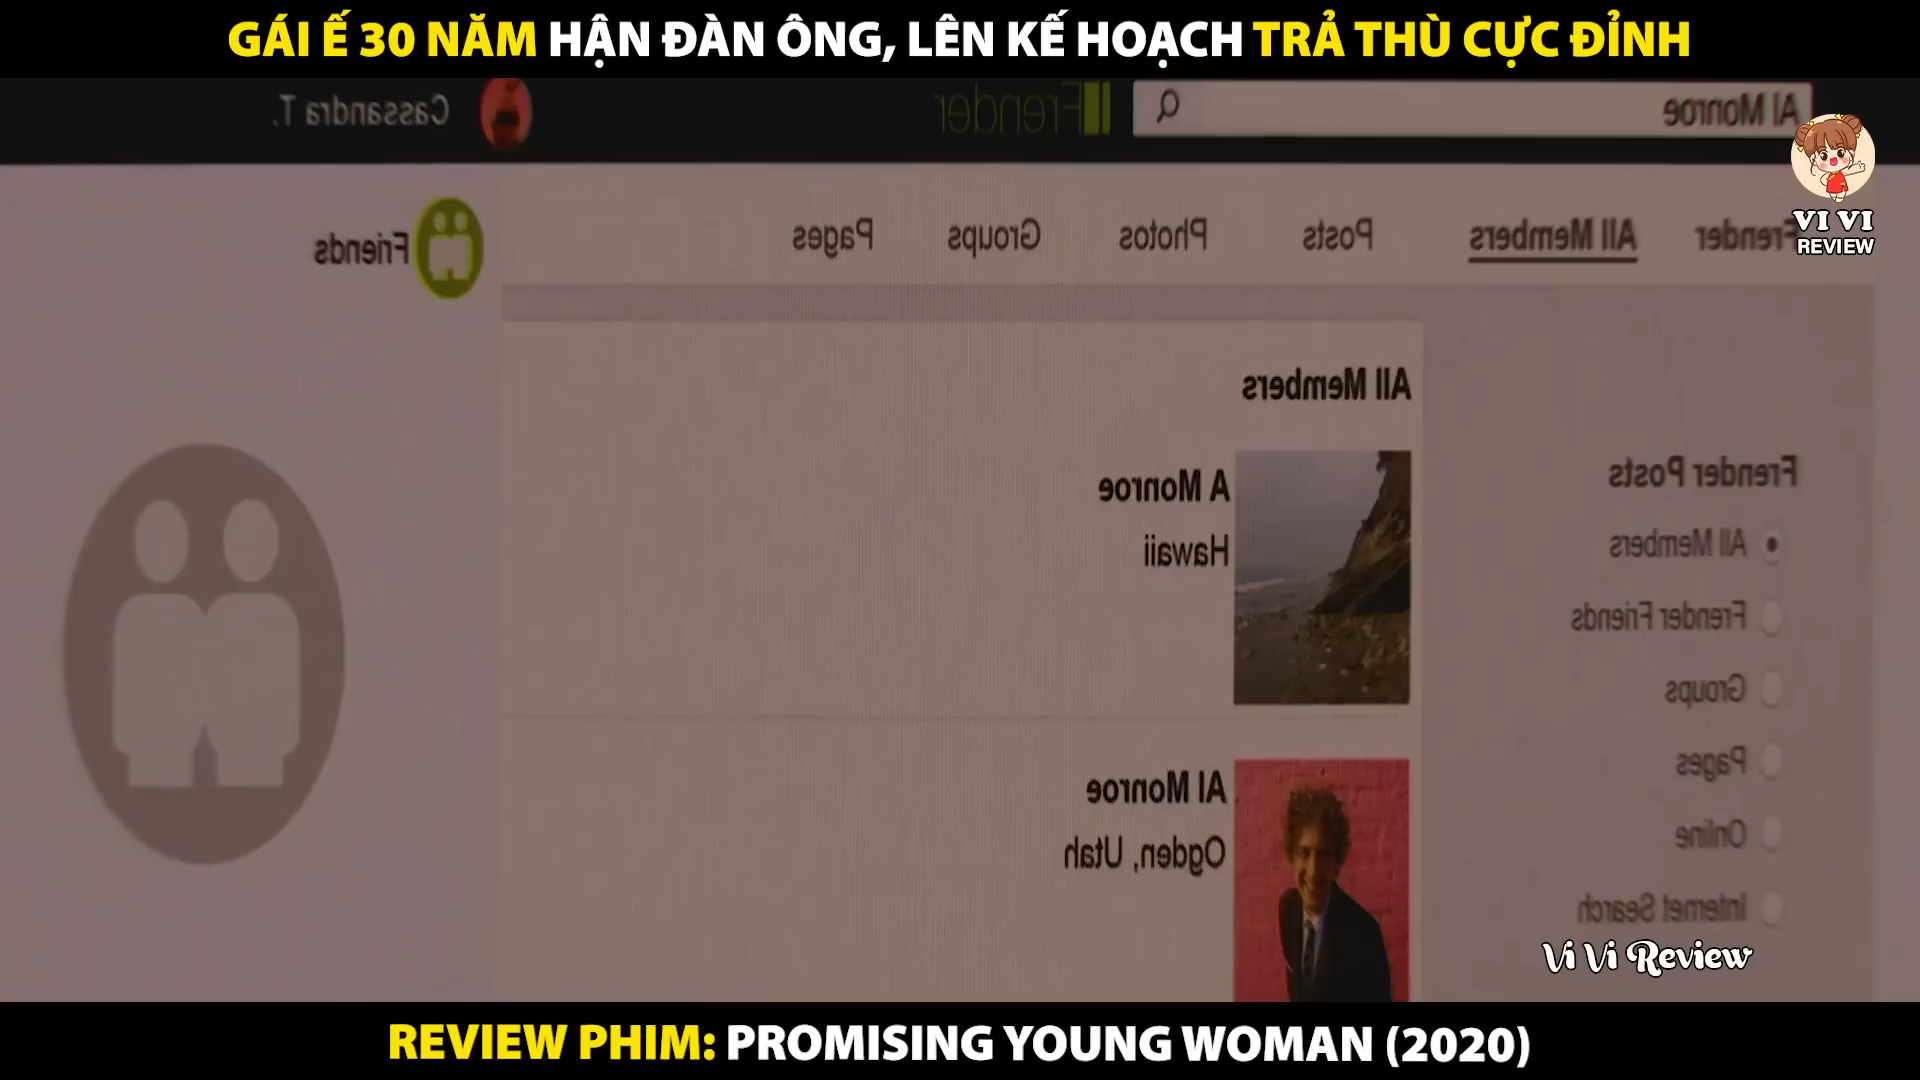 GÁI Ế 30 NĂM HẬN ĐÀN ÔNG, LÊN KẾ HOẠCH TRẢ THÙ CỰC ĐỈNH
Al Monroe
Frender
Cassandra T.
VI VI
REVIEW
Frender
All Members
Posts
Photos
Groups
Pages
Friends
All Members
A Monroe
Hawaii
Al Monroe
Ogden, Utah
Frender Posts
All Members
Frender Friends
Groups
Pages
Online
Internet Search
Vi Vi Review
REVIEW PHIM: PROMISING YOUNG WOMAN (2020)